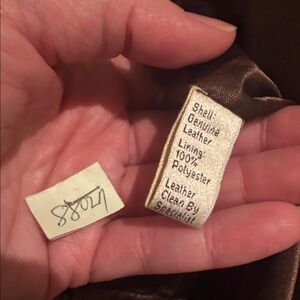 Shell:
Genuine
Leather
Lining:
100%
Polyester
Leather
Clean By
Specialist